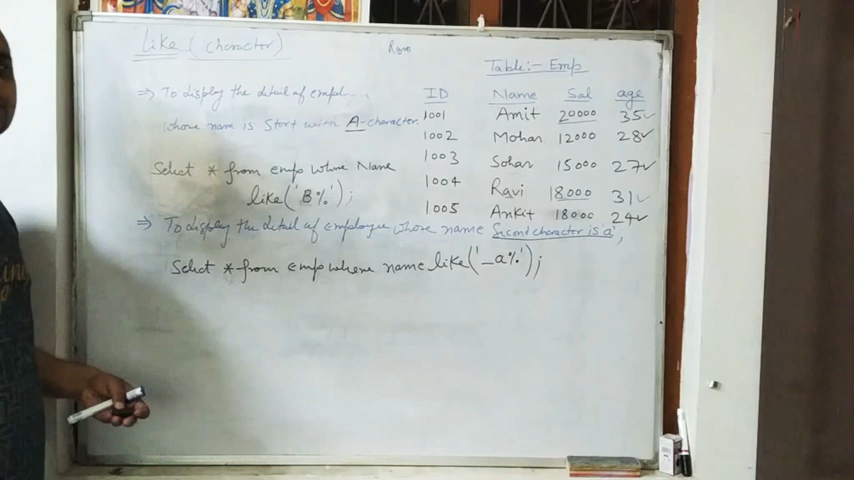 Like (character)
Ravi
Table:- Emp
ID Name Sal age
1001 Amit 20000 35✓
1002 Mohan 12000 28✓
1003 Sohan 15000 27✓
1004 Ravi 18000 31✓
1005 Ankit 18000 24✓
⇒ To display the detail of employ
whose nam is Start with A-character.
Select * from emp where Name
like('B%');
⇒ To display the detail of employee whose name Second character is a',
Select * from emp where name like('_a%');